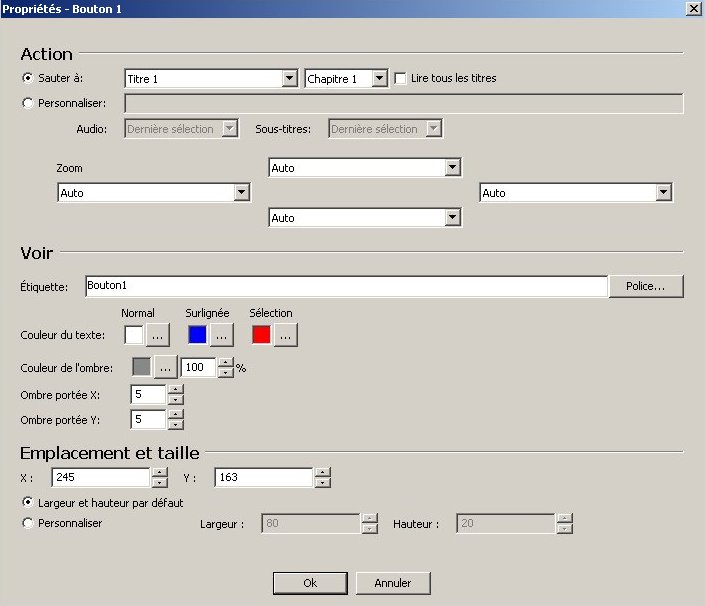 Propriétés - Bouton 1
Action
Sauter à: Titre 1 Chapitre 1 Lire tous les titres
Personnaliser:
Audio: Dernière sélection Sous-titres: Dernière sélection
Zoom Auto
Auto Auto
Auto
Voir
Étiquette: Bouton1 Police...
Normal Surlignée Sélection
Couleur du texte: ... ... ...
Couleur de l'ombre: ... 100 %
Ombre portée X: 5
Ombre portée Y: 5
Emplacement et taille
X : 245 Y : 163
Largeur et hauteur par défaut
Personnaliser Largeur : 80 Hauteur : 20
Ok Annuler